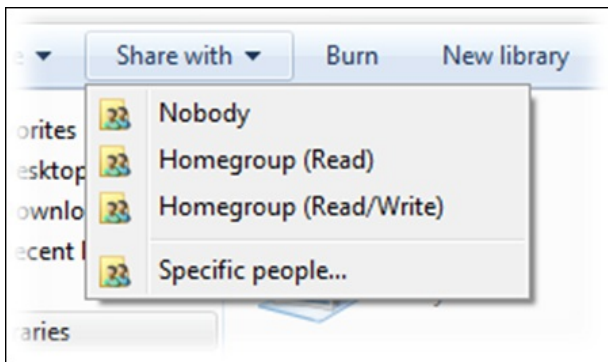 Share with Burn New library
Nobody
Homegroup (Read)
Homegroup (Read/Write)
Specific people...